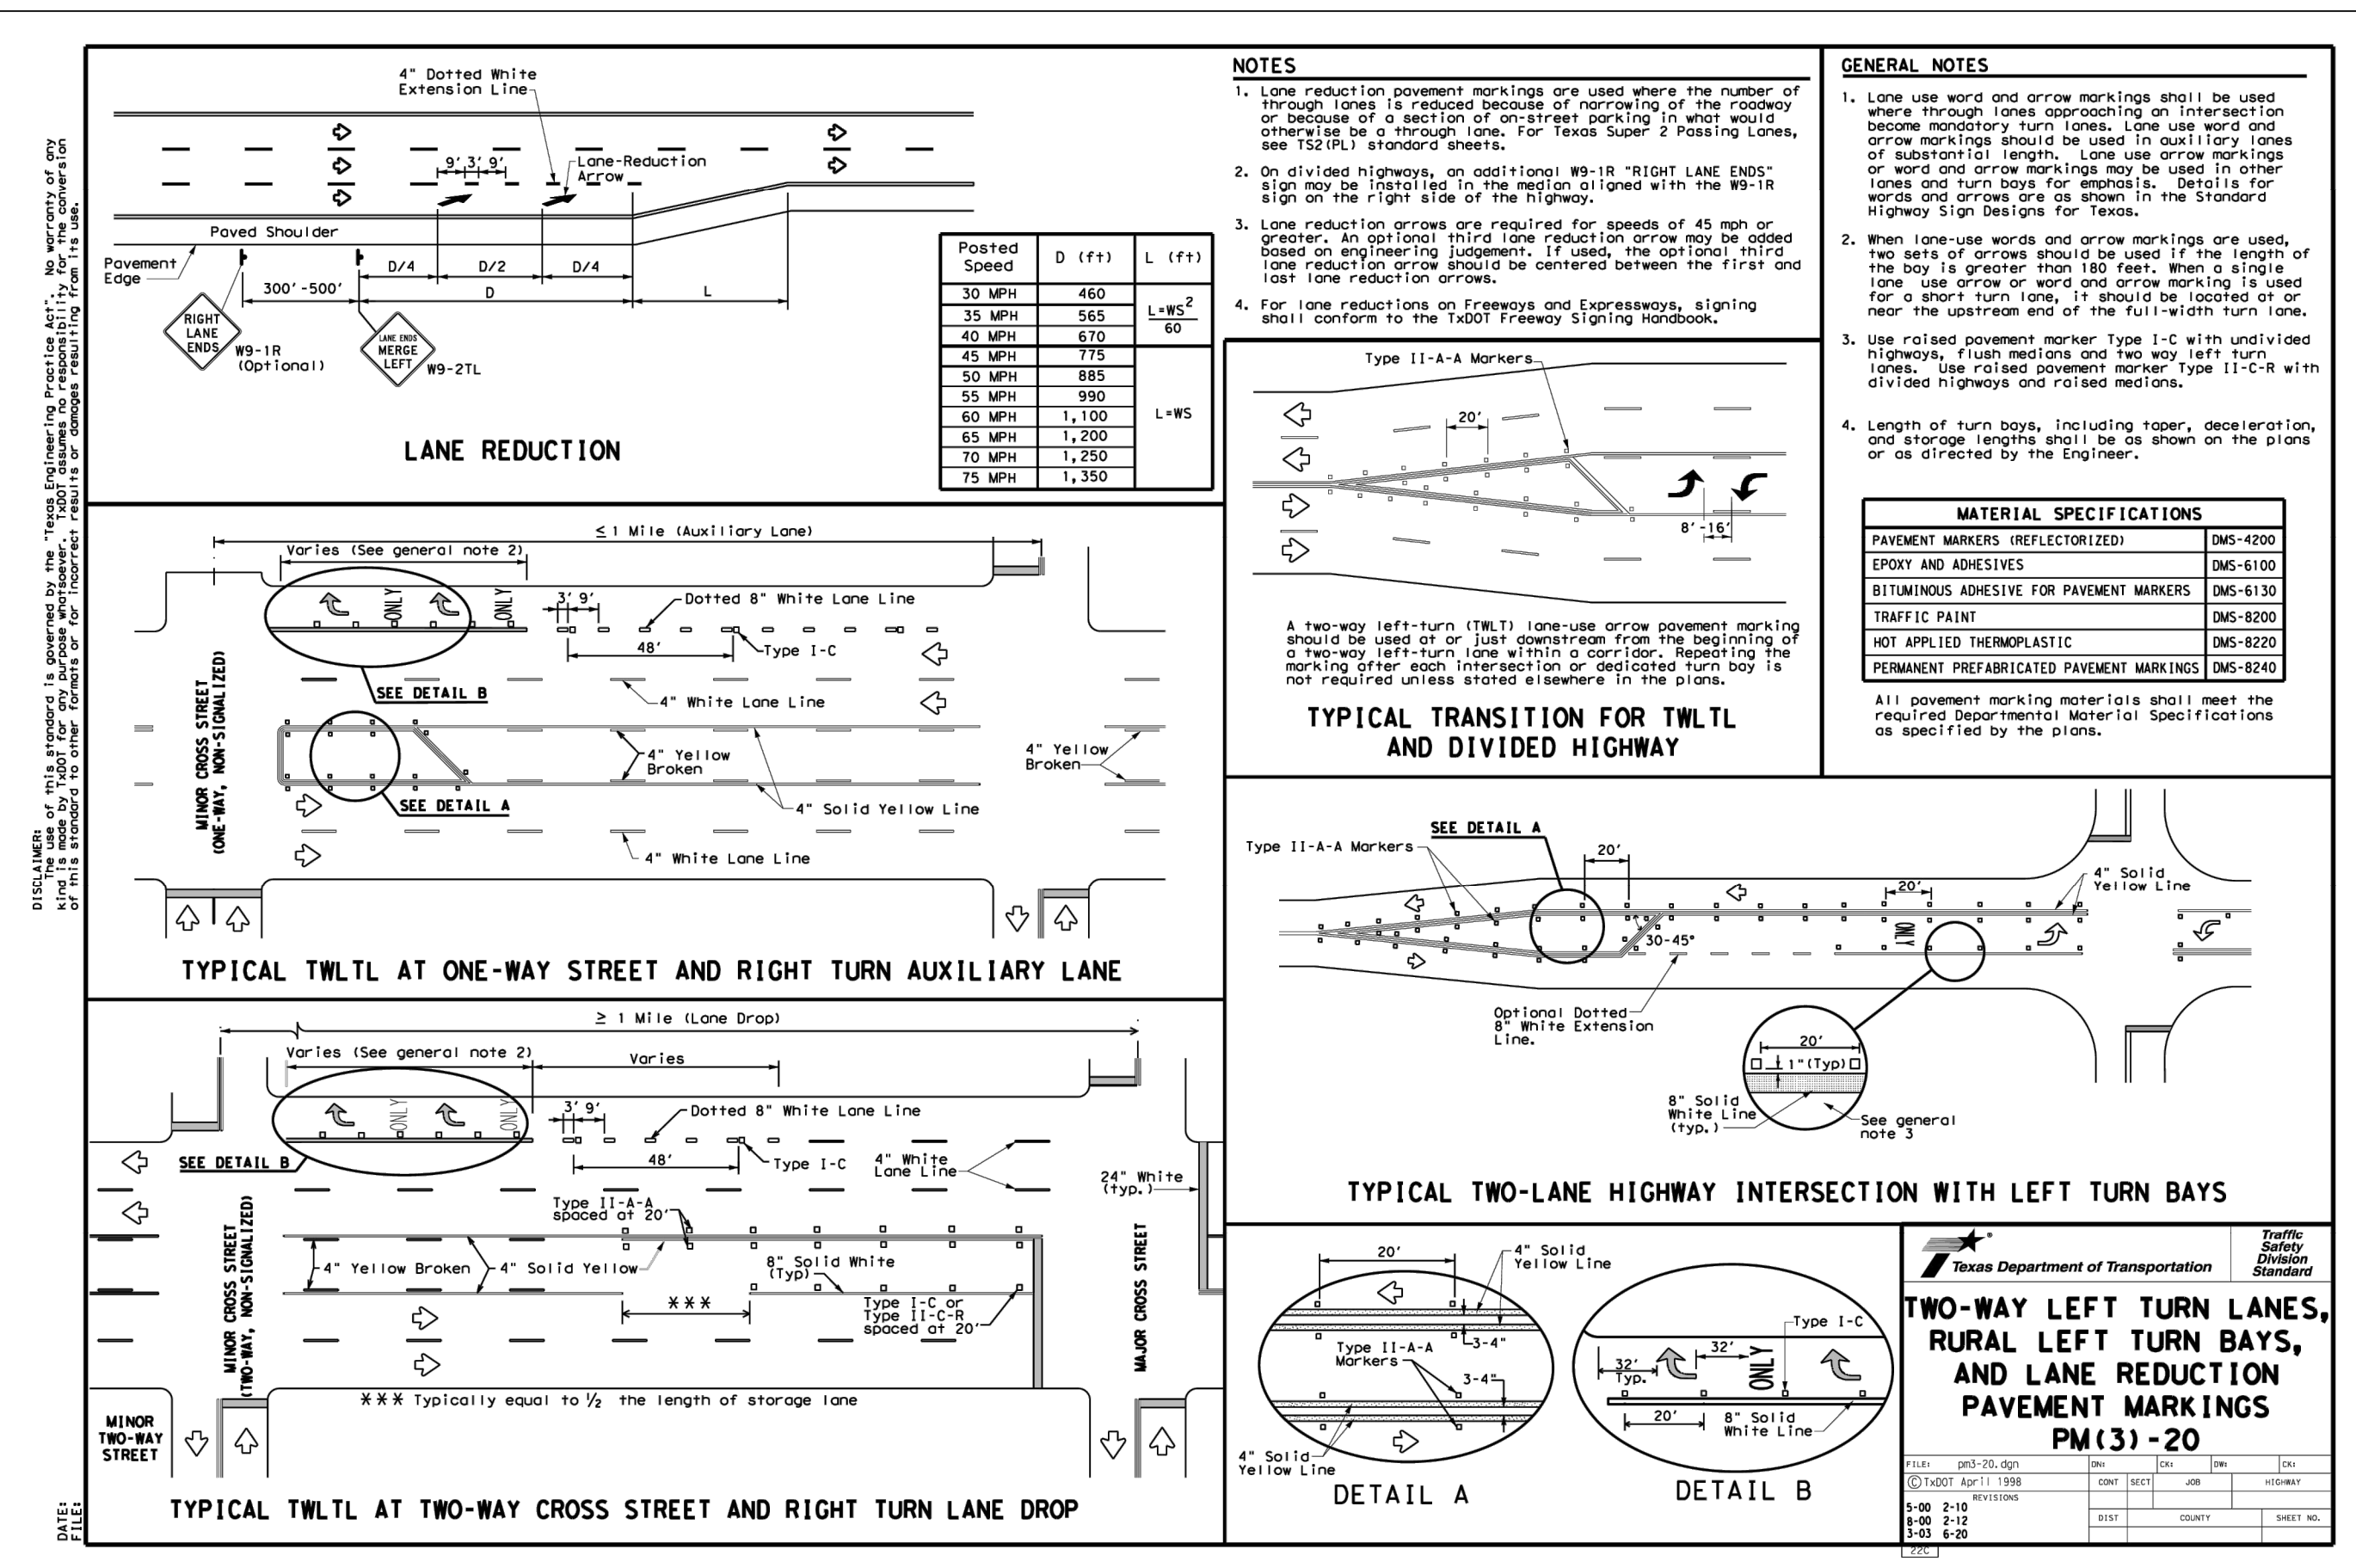 DISCLAIMER:
The use of this standard is governed by the "Texas Engineering Practice Act". No warranty of any
kind is made by TxDOT for any purpose whatsoever. TxDOT assumes no responsibility for the conversion
of this standard to other formats or for incorrect results or damages resulting from its use.
DATE:
FILE:
4" Dotted White
Extension Line
9' 3' 9'
Lane-Reduction
Arrow
Paved Shoulder
Pavement
Edge
D/4
D/2
D/4
300'-500'
D
L
RIGHT
LANE
ENDS
W9-1R
(Optional)
LANE ENDS
MERGE
LEFT
W9-2TL
LANE REDUCTION
Posted
Speed
D (ft)
L (ft)
30 MPH 460
35 MPH 565
40 MPH 670
L=WS²
60
45 MPH 775
50 MPH 885
55 MPH 990
60 MPH 1,100
65 MPH 1,200
70 MPH 1,250
75 MPH 1,350
L=WS
NOTES
1. Lane reduction pavement markings are used where the number of
through lanes is reduced because of narrowing of the roadway
or because of a section of on-street parking in what would
otherwise be a through lane. For Texas Super 2 Passing Lanes,
see TS2(PL) standard sheets.
2. On divided highways, an additional W9-1R "RIGHT LANE ENDS"
sign may be installed in the median aligned with the W9-1R
sign on the right side of the highway.
3. Lane reduction arrows are required for speeds of 45 mph or
greater. An optional third lane reduction arrow may be added
based on engineering judgement. If used, the optional third
lane reduction arrow should be centered between the first and
last lane reduction arrows.
4. For lane reductions on Freeways and Expressways, signing
shall conform to the TxDOT Freeway Signing Handbook.
GENERAL NOTES
1. Lane use word and arrow markings shall be used
where through lanes approaching an intersection
become mandatory turn lanes. Lane use word and
arrow markings should be used in auxiliary lanes
of substantial length. Lane use arrow markings
or word and arrow markings may be used in other
lanes and turn bays for emphasis. Details for
words and arrows are as shown in the Standard
Highway Sign Designs for Texas.
2. When lane-use words and arrow markings are used,
two sets of arrows should be used if the length of
the bay is greater than 180 feet. When a single
lane use arrow or word and arrow marking is used
for a short turn lane, it should be located at or
near the upstream end of the full-width turn lane.
3. Use raised pavement marker Type I-C with undivided
highways, flush medians and two way left turn
lanes. Use raised pavement marker Type II-C-R with
divided highways and raised medians.
4. Length of turn bays, including taper, deceleration,
and storage lengths shall be as shown on the plans
or as directed by the Engineer.
MATERIAL SPECIFICATIONS
PAVEMENT MARKERS (REFLECTORIZED) DMS-4200
EPOXY AND ADHESIVES DMS-6100
BITUMINOUS ADHESIVE FOR PAVEMENT MARKERS DMS-6130
TRAFFIC PAINT DMS-8200
HOT APPLIED THERMOPLASTIC DMS-8220
PERMANENT PREFABRICATED PAVEMENT MARKINGS DMS-8240
All pavement marking materials shall meet the
required Departmental Material Specifications
as specified by the plans.
Type II-A-A Markers
20'
8'-16'
A two-way left-turn (TWLT) lane-use arrow pavement marking
should be used at or just downstream from the beginning of
a two-way left-turn lane within a corridor. Repeating the
marking after each intersection or dedicated turn bay is
not required unless stated elsewhere in the plans.
TYPICAL TRANSITION FOR TWLTL
AND DIVIDED HIGHWAY
≤ 1 Mile (Auxiliary Lane)
Varies (See general note 2)
ONLY
ONLY
3' 9'
Dotted 8" White Lane Line
48'
Type I-C
SEE DETAIL B
4" White Lane Line
MINOR CROSS STREET
(ONE-WAY, NON-SIGNALIZED)
4" Yellow
Broken
4" Yellow
Broken
SEE DETAIL A
4" Solid Yellow Line
4" White Lane Line
TYPICAL TWLTL AT ONE-WAY STREET AND RIGHT TURN AUXILIARY LANE
SEE DETAIL A
Type II-A-A Markers
20'
20'
4" Solid
Yellow Line
ONLY
30-45°
Optional Dotted
8" White Extension
Line.
20'
1"(Typ)
8" Solid
White Line
(typ.)
See general
note 3
TYPICAL TWO-LANE HIGHWAY INTERSECTION WITH LEFT TURN BAYS
≥ 1 Mile (Lane Drop)
Varies (See general note 2)
Varies
ONLY
ONLY
3' 9'
Dotted 8" White Lane Line
SEE DETAIL B
48'
Type I-C
4" White
Lane Line
24" White
(typ.)
Type II-A-A
spaced at 20'
MINOR CROSS STREET
(TWO-WAY, NON-SIGNALIZED)
4" Yellow Broken
4" Solid Yellow
8" Solid White
(Typ)
***
Type I-C or
Type II-C-R
spaced at 20'
MAJOR CROSS STREET
*** Typically equal to ½ the length of storage lane
MINOR
TWO-WAY
STREET
TYPICAL TWLTL AT TWO-WAY CROSS STREET AND RIGHT TURN LANE DROP
20'
4" Solid
Yellow Line
3-4"
Type II-A-A
Markers
3-4"
4" Solid
Yellow Line
DETAIL A
Type I-C
32'
32'
Typ.
ONLY
20'
8" Solid
White Line
DETAIL B
®
Texas Department of Transportation
Traffic
Safety
Division
Standard
TWO-WAY LEFT TURN LANES,
RURAL LEFT TURN BAYS,
AND LANE REDUCTION
PAVEMENT MARKINGS
PM(3)-20
FILE: pm3-20.dgn DN: CK: DW: CK:
© TxDOT April 1998 CONT SECT JOB HIGHWAY
REVISIONS
5-00 2-10
8-00 2-12
3-03 6-20
DIST COUNTY SHEET NO.
22C